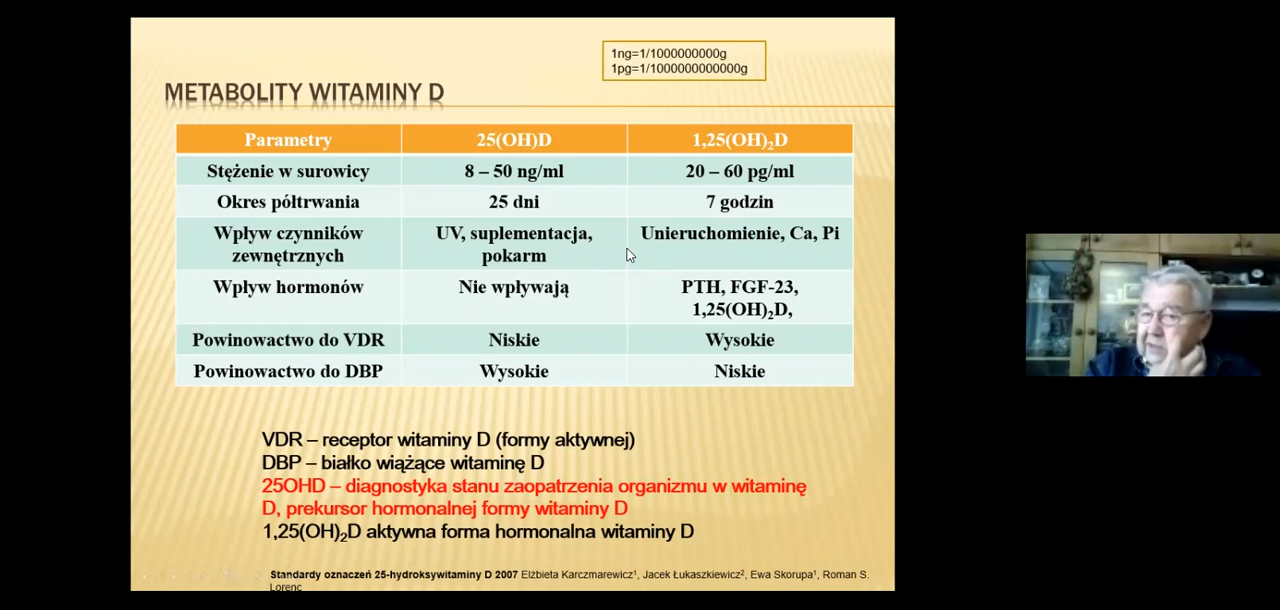 1ng=1/1000000000g
1pg=1/1000000000000g
METABOLITY WITAMINY D
Parametry 25(OH)D 1,25(OH)₂D
Stężenie w surowicy 8 – 50 ng/ml 20 – 60 pg/ml
Okres półtrwania 25 dni 7 godzin
Wpływ czynników zewnętrznych UV, suplementacja, pokarm Unieruchomienie, Ca, Pi
Wpływ hormonów Nie wpływają PTH, FGF-23, 1,25(OH)₂D,
Powinowactwo do VDR Niskie Wysokie
Powinowactwo do DBP Wysokie Niskie
VDR – receptor witaminy D (formy aktywnej)
DBP – białko wiążące witaminę D
25OHD – diagnostyka stanu zaopatrzenia organizmu w witaminę
D, prekursor hormonalnej formy witaminy D
1,25(OH)₂D aktywna forma hormonalna witaminy D
Standardy oznaczeń 25-hydroksywitaminy D 2007 Elżbieta Karczmarewicz¹, Jacek Łukaszkiewicz², Ewa Skorupa¹, Roman S.
Lorenc